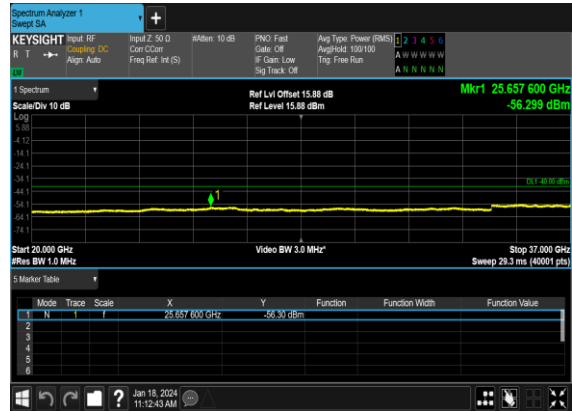 Spectrum Analyzer 1
Swept SA
+
KEYSIGHT Input: RF Input Z: 50 Ω #Atten: 10 dB PNO: Fast Avg Type: Power (RMS) 1 2 3 4 5 6
R T Coupling: DC Corr CCorr Gate: Off Avg|Hold: 100/100 A W W W W W
Align: Auto Freq Ref: Int (S) IF Gain: Low Trig: Free Run
LW Sig Track: Off A N N N N N
1 Spectrum Ref Lvl Offset 15.88 dB Mkr1 25.657 600 GHz
Scale/Div 10 dB Ref Level 15.88 dBm -56.299 dBm
Log
5.88
-4.12
-14.1
-24.1
-34.1
DL1 -40.00 dBm
-44.1
1
-54.1
-64.1
-74.1
Start 20.000 GHz Video BW 3.0 MHz* Stop 37.000 GHz
#Res BW 1.0 MHz Sweep 29.3 ms (40001 pts)
5 Marker Table
Mode Trace Scale X Y Function Function Width Function Value
1 N 1 f 25.657 600 GHz -56.30 dBm
2
3
4
5
6
? Jan 18, 2024
11:12:43 AM